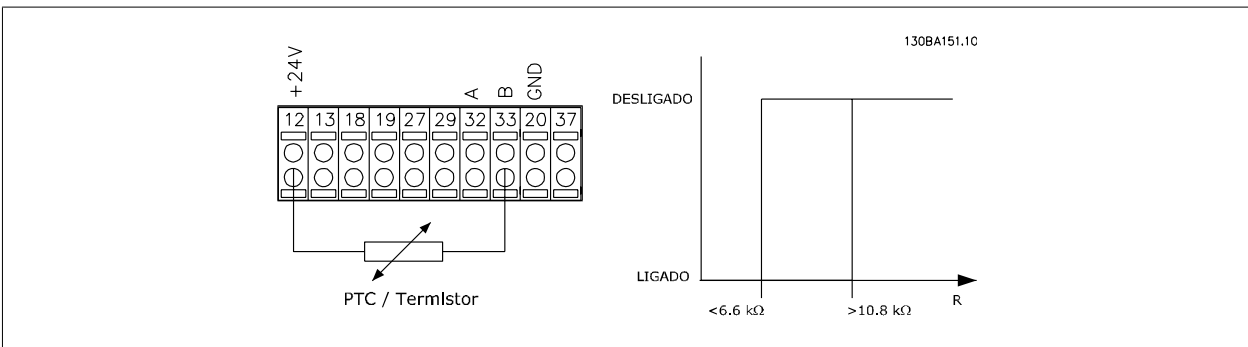 130BA151.10
+24V
A
B
GND
12 13 18 19 27 29 32 33 20 37
PTC / Termistor
DESLIGADO
LIGADO
<6.6 kΩ
>10.8 kΩ
R